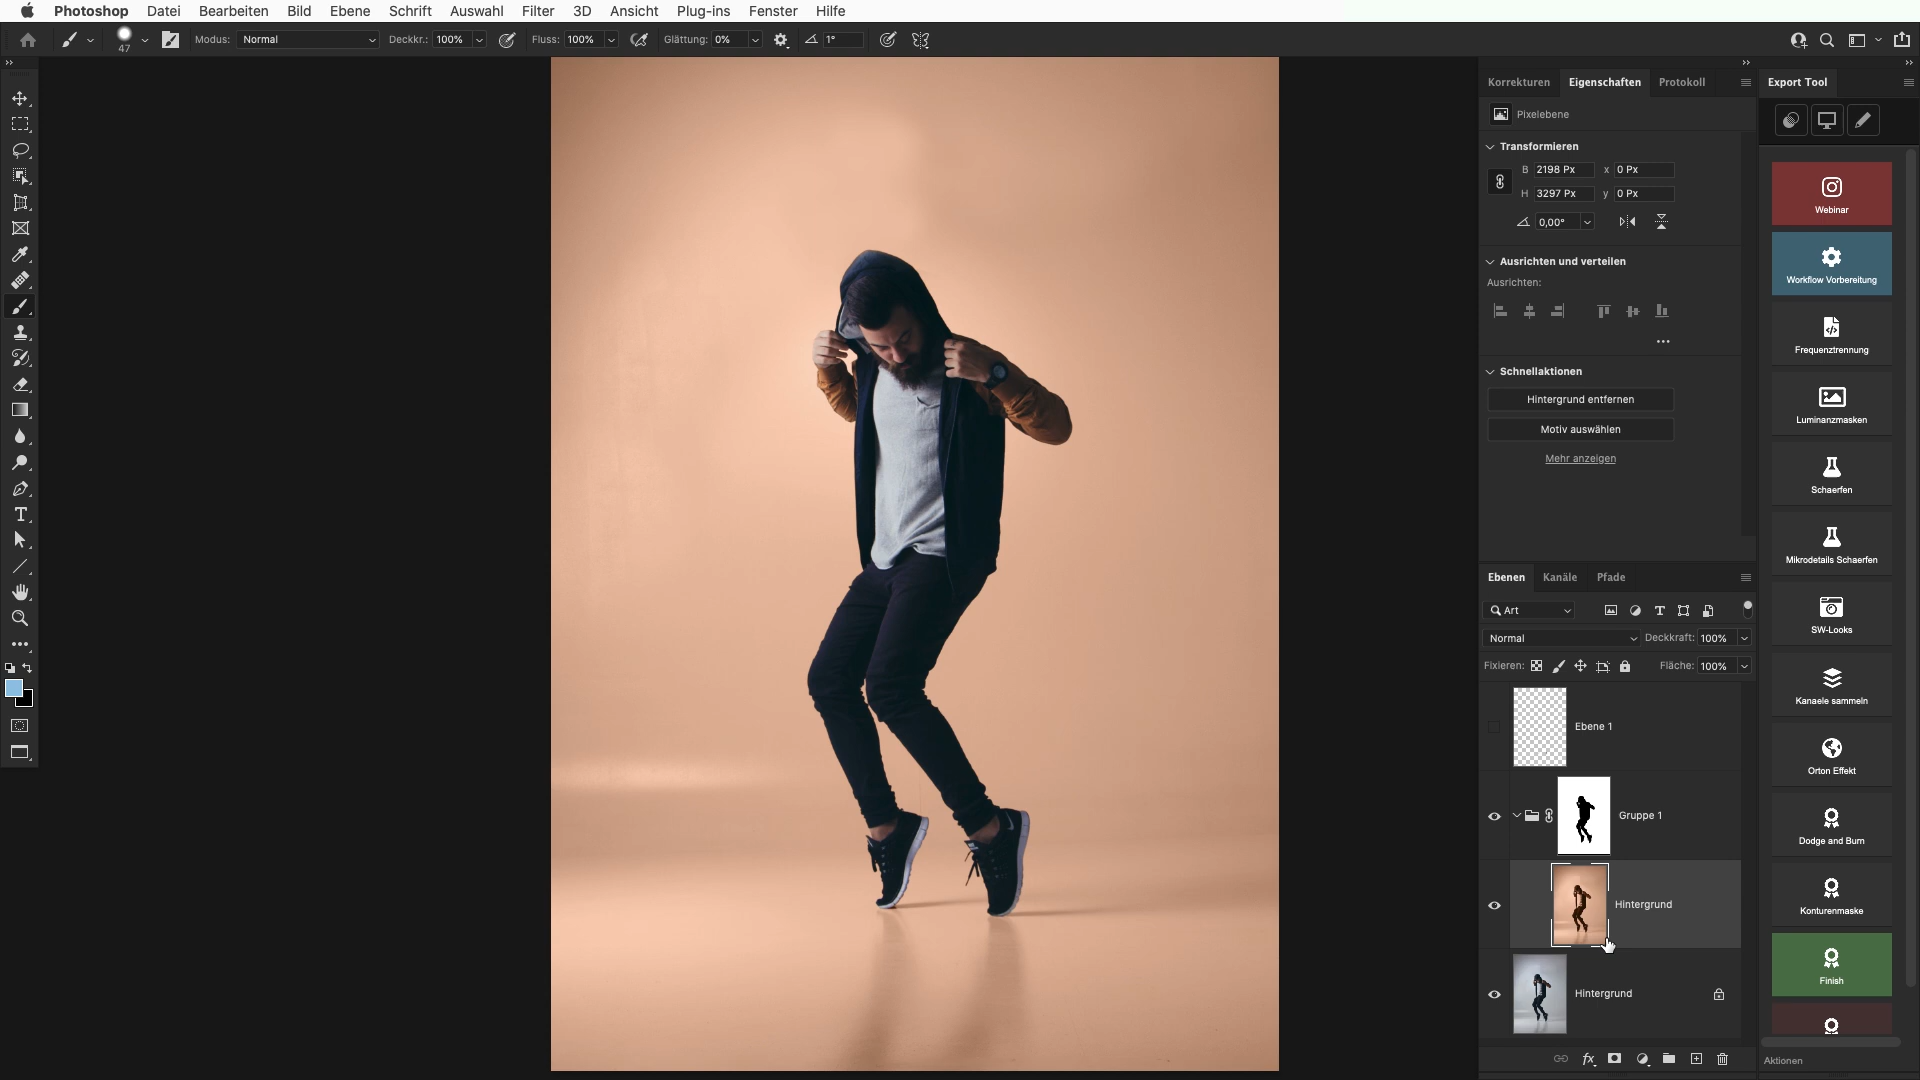 Photoshop Datei Bearbeiten Bild Ebene Schrift Auswahl Filter 3D Ansicht Plug-ins Fenster Hilfe
47 Modus: Normal Deckkr.: 100% Fluss: 100% Glättung: 0% 1°
Korrekturen Eigenschaften Protokoll
Export Tool
Pixelebene
Transformieren
B 2198 Px x 0 Px
H 3297 Px y 0 Px
0,00°
Ausrichten und verteilen
Ausrichten:
Schnellaktionen
Hintergrund entfernen
Motiv auswählen
Mehr anzeigen
Ebenen Kanäle Pfade
Art
Normal Deckkraft: 100%
Fixieren: Fläche: 100%
Ebene 1
Gruppe 1
Hintergrund
Hintergrund
Webinar
Workflow Vorbereitung
Frequenztrennung
Luminanzmasken
Schaerfen
Mikrodetails Schaerfen
SW-Looks
Kanaele sammeln
Orton Effekt
Dodge and Burn
Konturenmaske
Finish
Aktionen